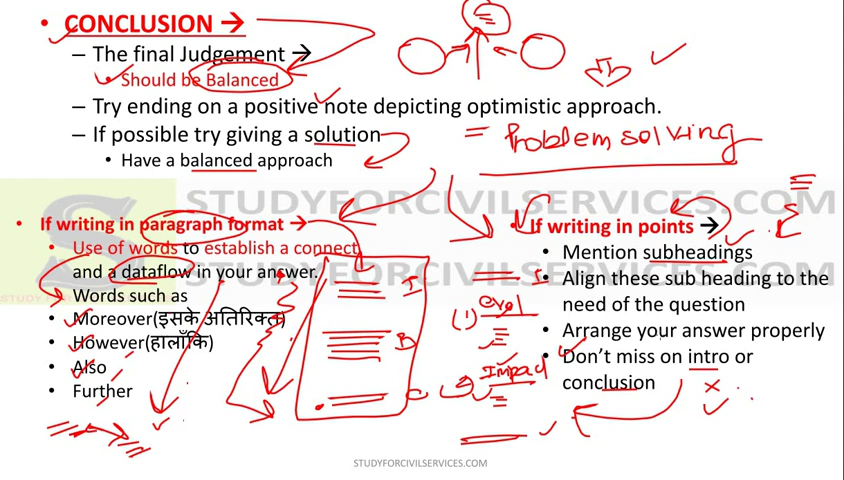 • CONCLUSION →
– The final Judgement →
• Should be Balanced
– Try ending on a positive note depicting optimistic approach.
– If possible try giving a solution
= Problem solving
• Have a balanced approach
STUDYFORCIVILSERVICES.COM
• If writing in paragraph format →
• Use of words to establish a connect
and a dataflow in your answer.
• Words such as
• Moreover(इसके अतिरिक्त)
• However(हालाँकि)
• Also
• Further
I
B
C
• If writing in points →
• Mention subheadings
• Align these sub heading to the
need of the question
• Arrange your answer properly
• Don't miss on intro or
conclusion
I
(1)
Impact
STUDYFORCIVILSERVICES.COM
STUDYFORCIVILSERVICES.COM